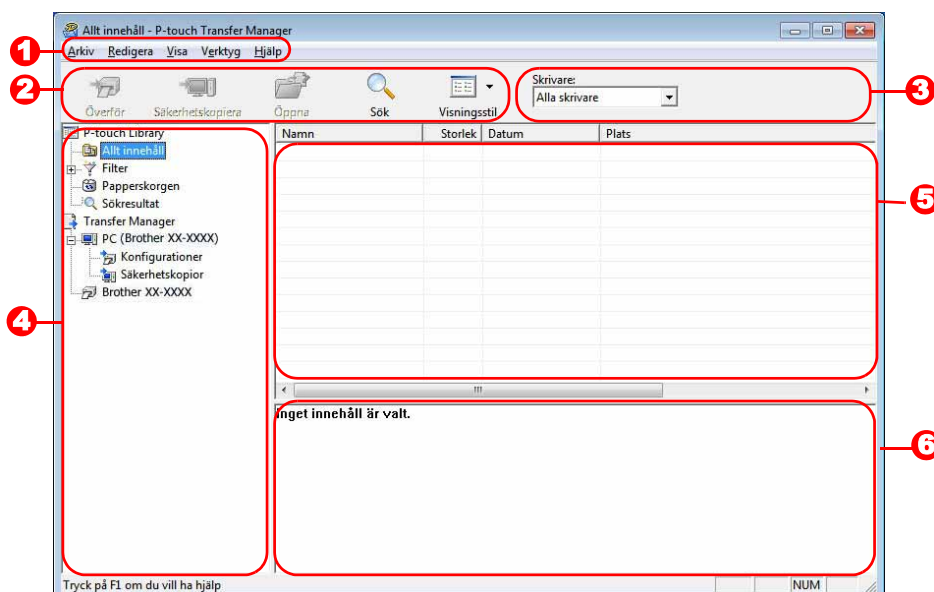 Allt innehåll - P-touch Transfer Manager
1
Arkiv Redigera Visa Verktyg Hjälp
2
Överför Säkerhetskopiera Öppna Sök Visningsstil
Skrivare:
Alla skrivare
3
P-touch Library
Allt innehåll
Filter
Papperskorgen
Sökresultat
Transfer Manager
PC (Brother XX-XXXX)
Konfigurationer
Säkerhetskopior
Brother XX-XXXX
4
Namn Storlek Datum Plats
5
Inget innehåll är valt.
6
Tryck på F1 om du vill ha hjälp NUM